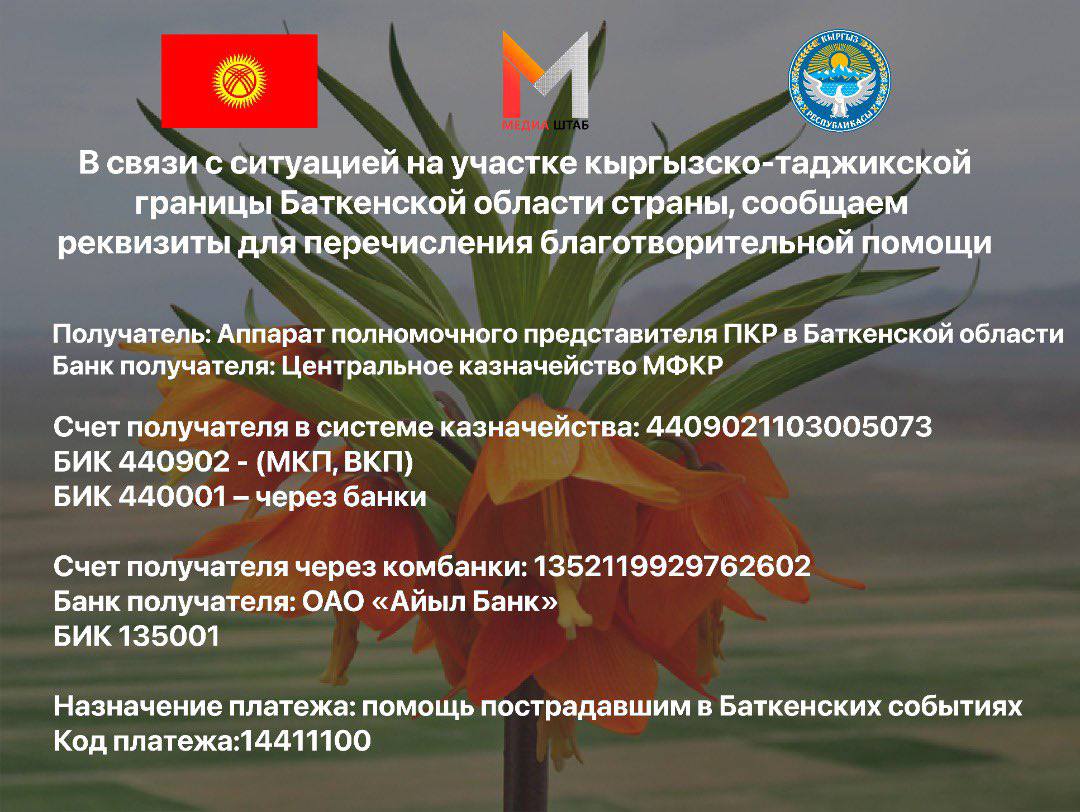 МЕДИА ШТАБ
КЫРГЫЗ
РЕСПУБЛИКАСЫ
В связи с ситуацией на участке кыргызско-таджикской
границы Баткенской области страны, сообщаем
реквизиты для перечисления благотворительной помощи
Получатель: Аппарат полномочного представителя ПКР в Баткенской области
Банк получателя: Центральное казначейство МФКР
Счет получателя в системе казначейства: 4409021103005073
БИК 440902 - (МКП, ВКП)
БИК 440001 – через банки
Счет получателя через комбанки: 1352119929762602
Банк получателя: ОАО «Айыл Банк»
БИК 135001
Назначение платежа: помощь пострадавшим в Баткенских событиях
Код платежа:14411100